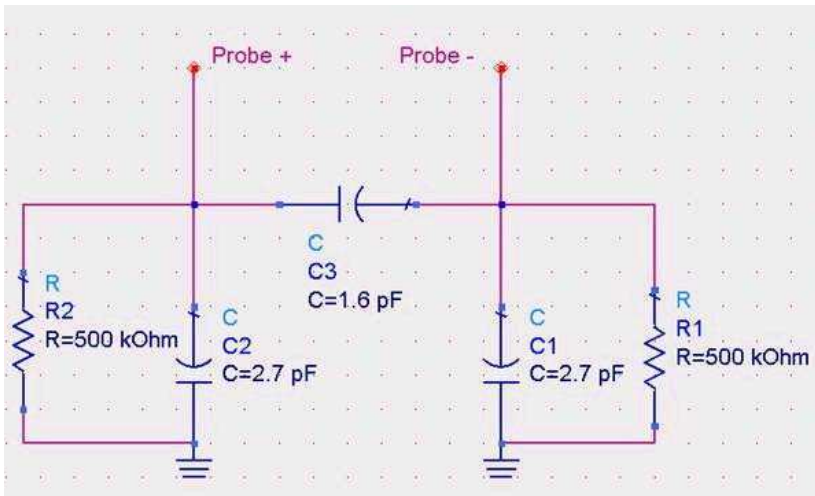 Probe +
Probe -
C
C3
C=1.6 pF
R
R2
R=500 kOhm
C
C2
C=2.7 pF
C
C1
C=2.7 pF
R
R1
R=500 kOhm